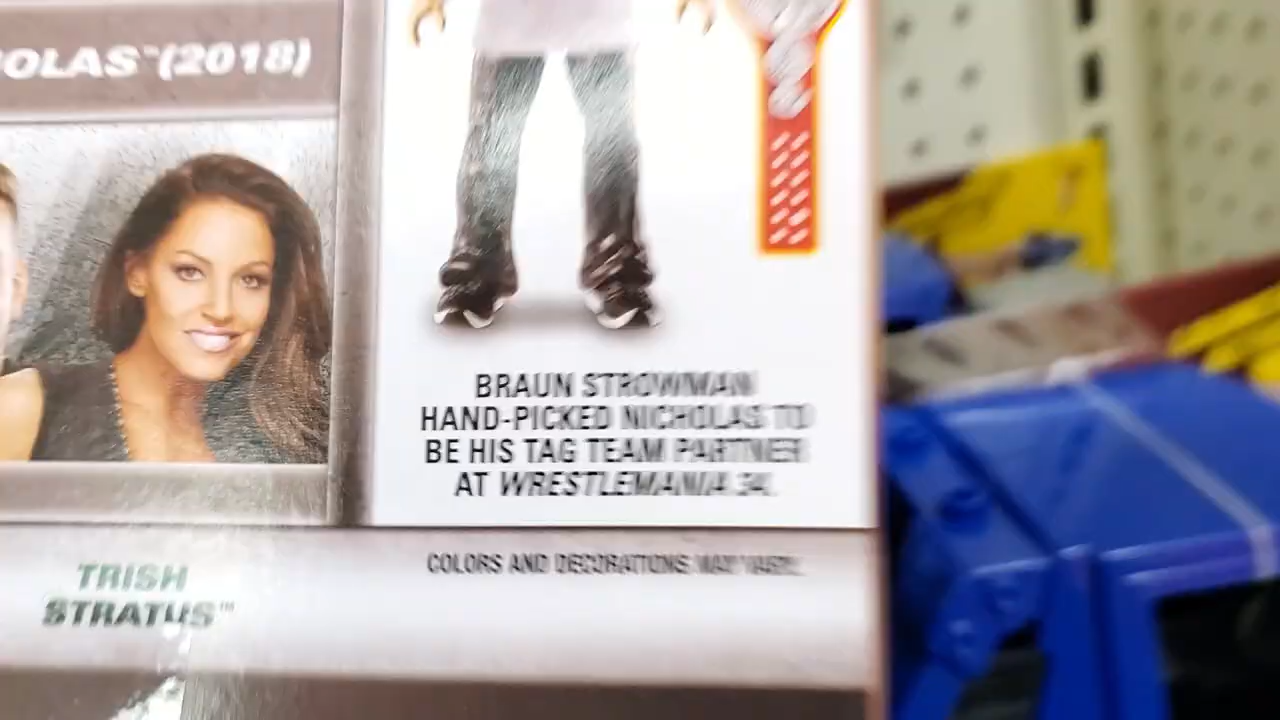 OLAS™(2018)
BRAUN STROWMAN
HAND-PICKED NICHOLAS TO
BE HIS TAG TEAM PARTNER
AT WRESTLEMANIA 34.
COLORS AND DECORATIONS MAY VARY.
TRISH
STRATUS™